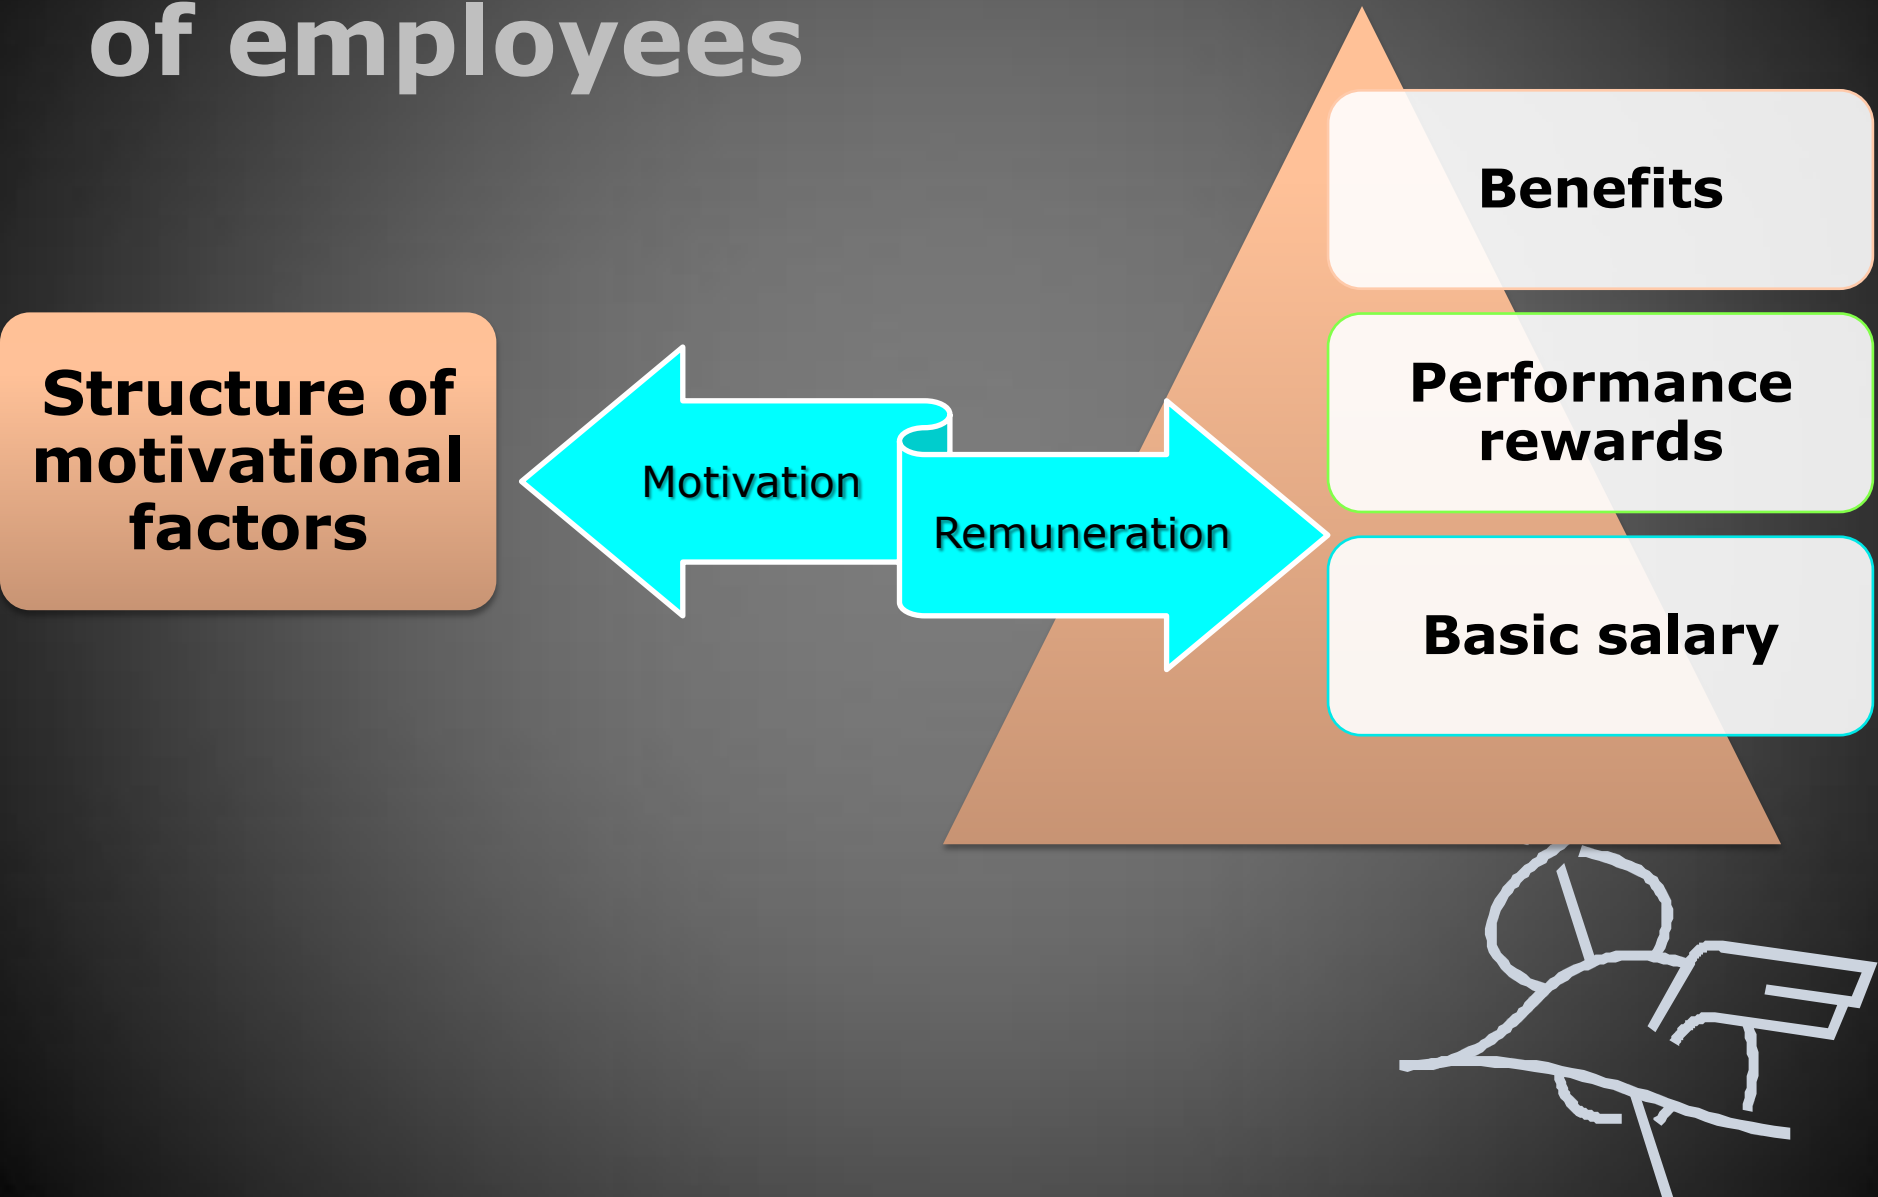 of employees
Structure of
motivational
factors
Motivation
Remuneration
Benefits
Performance
rewards
Basic salary